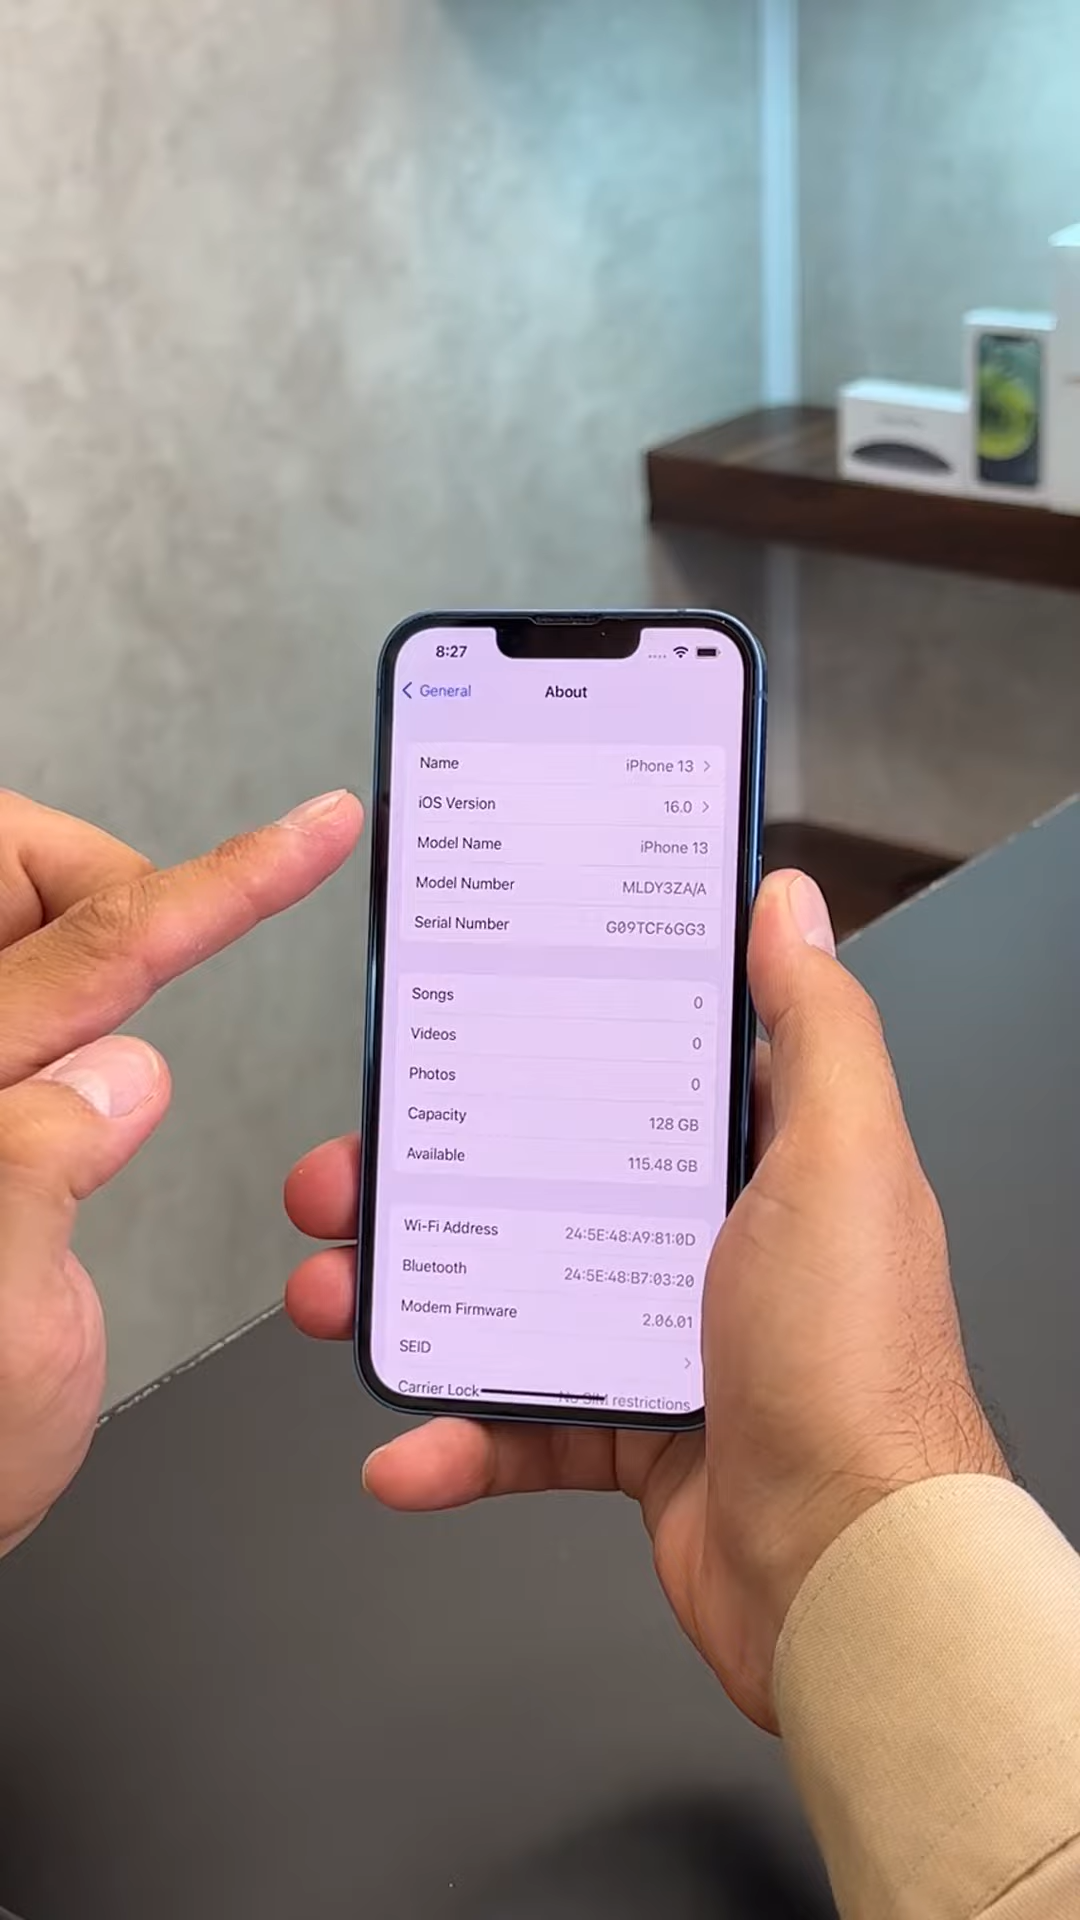 8:27
General
About
Name iPhone 13
iOS Version 16.0
Model Name iPhone 13
Model Number MLDY3ZA/A
Serial Number G09TCF6GG3
Songs 0
Videos 0
Photos 0
Capacity 128 GB
Available 115.48 GB
Wi-Fi Address 24:5E:48:A9:81:0D
Bluetooth 24:5E:48:B7:03:20
Modem Firmware 2.06.01
SEID
Carrier Lock No SIM restrictions